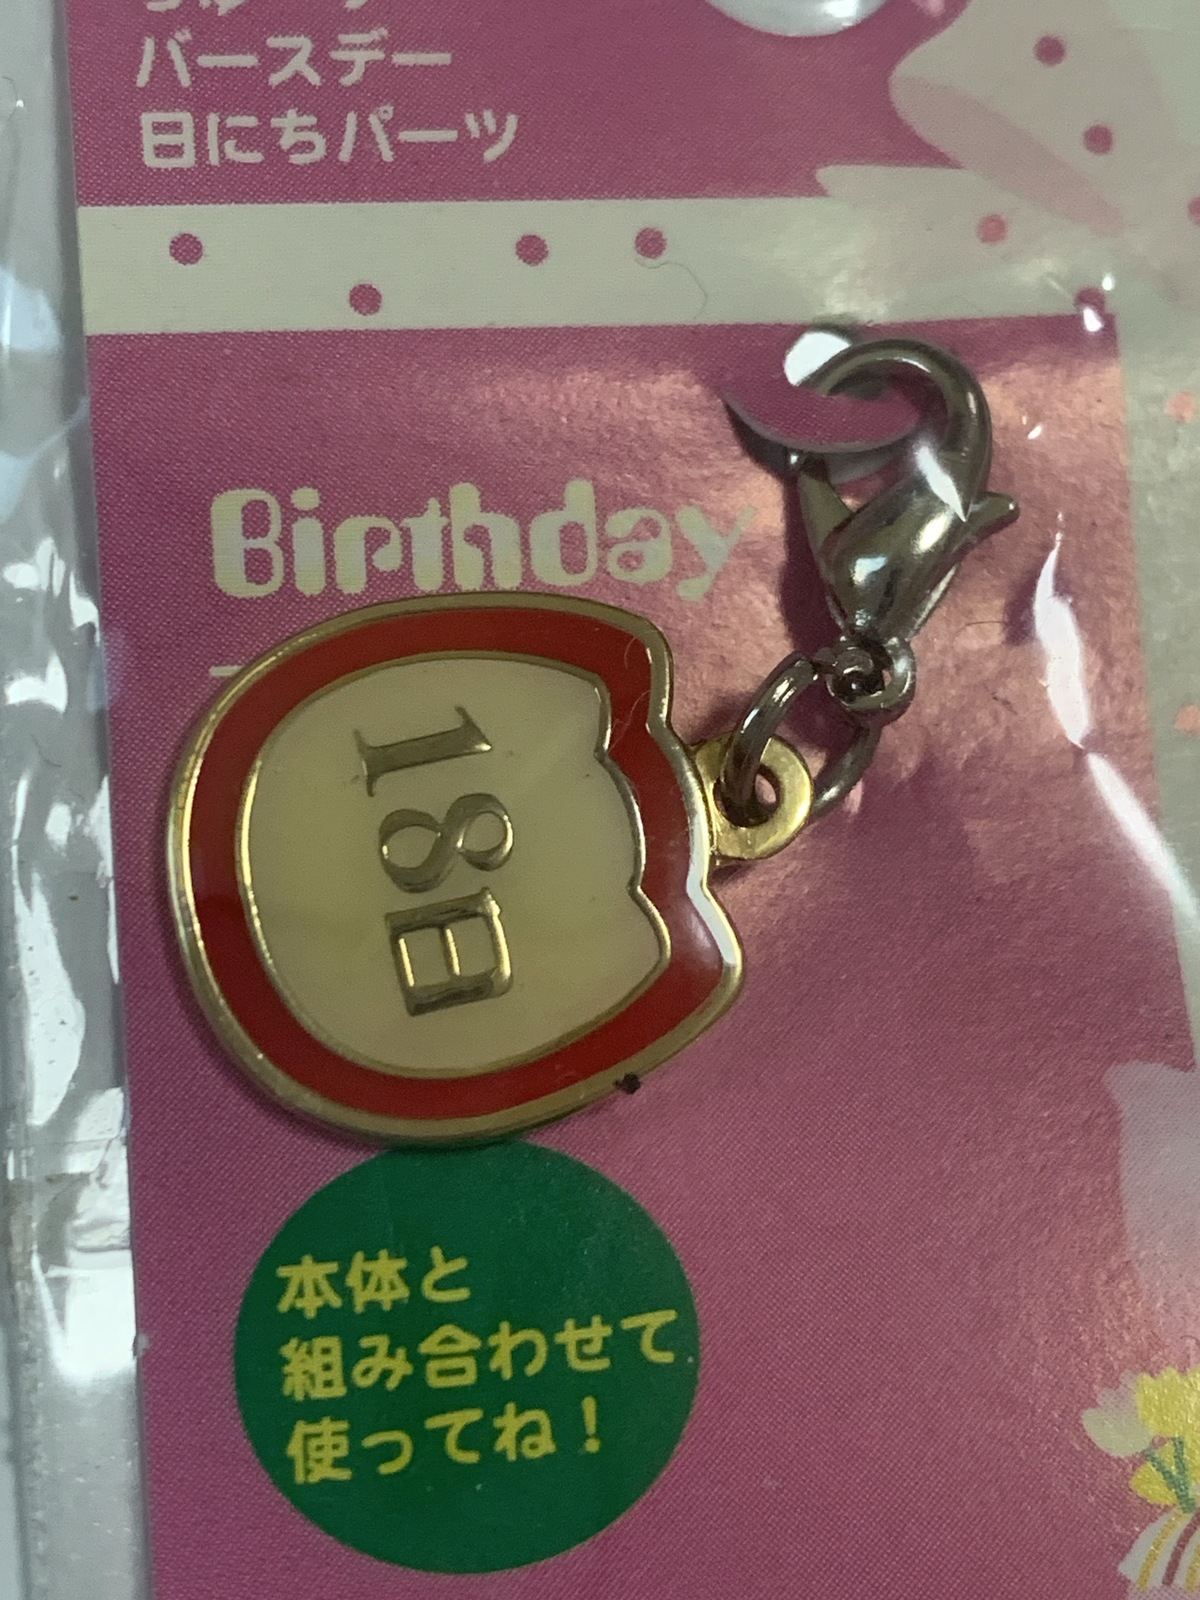 バースデー
日にちパーツ
Birthday
18日
本体と
組み合わせて
使ってね！